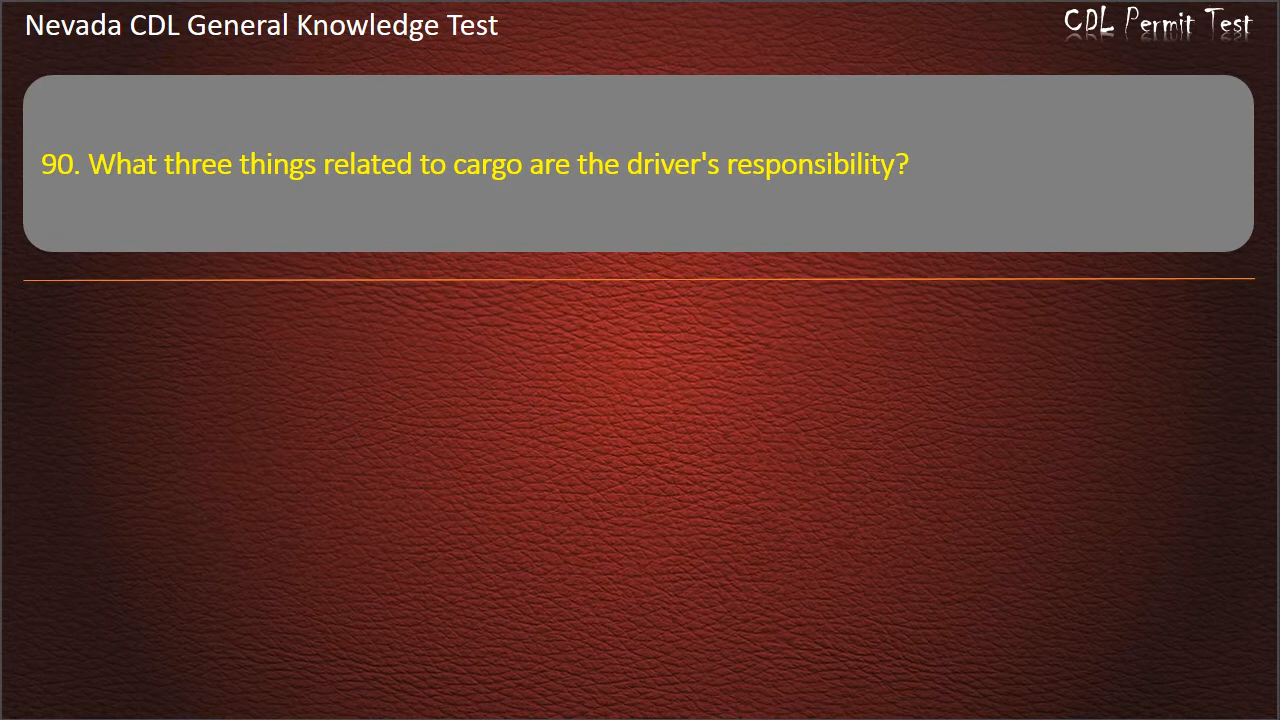 Nevada CDL General Knowledge Test
CDL Permit Test
90. What three things related to cargo are the driver's responsibility?